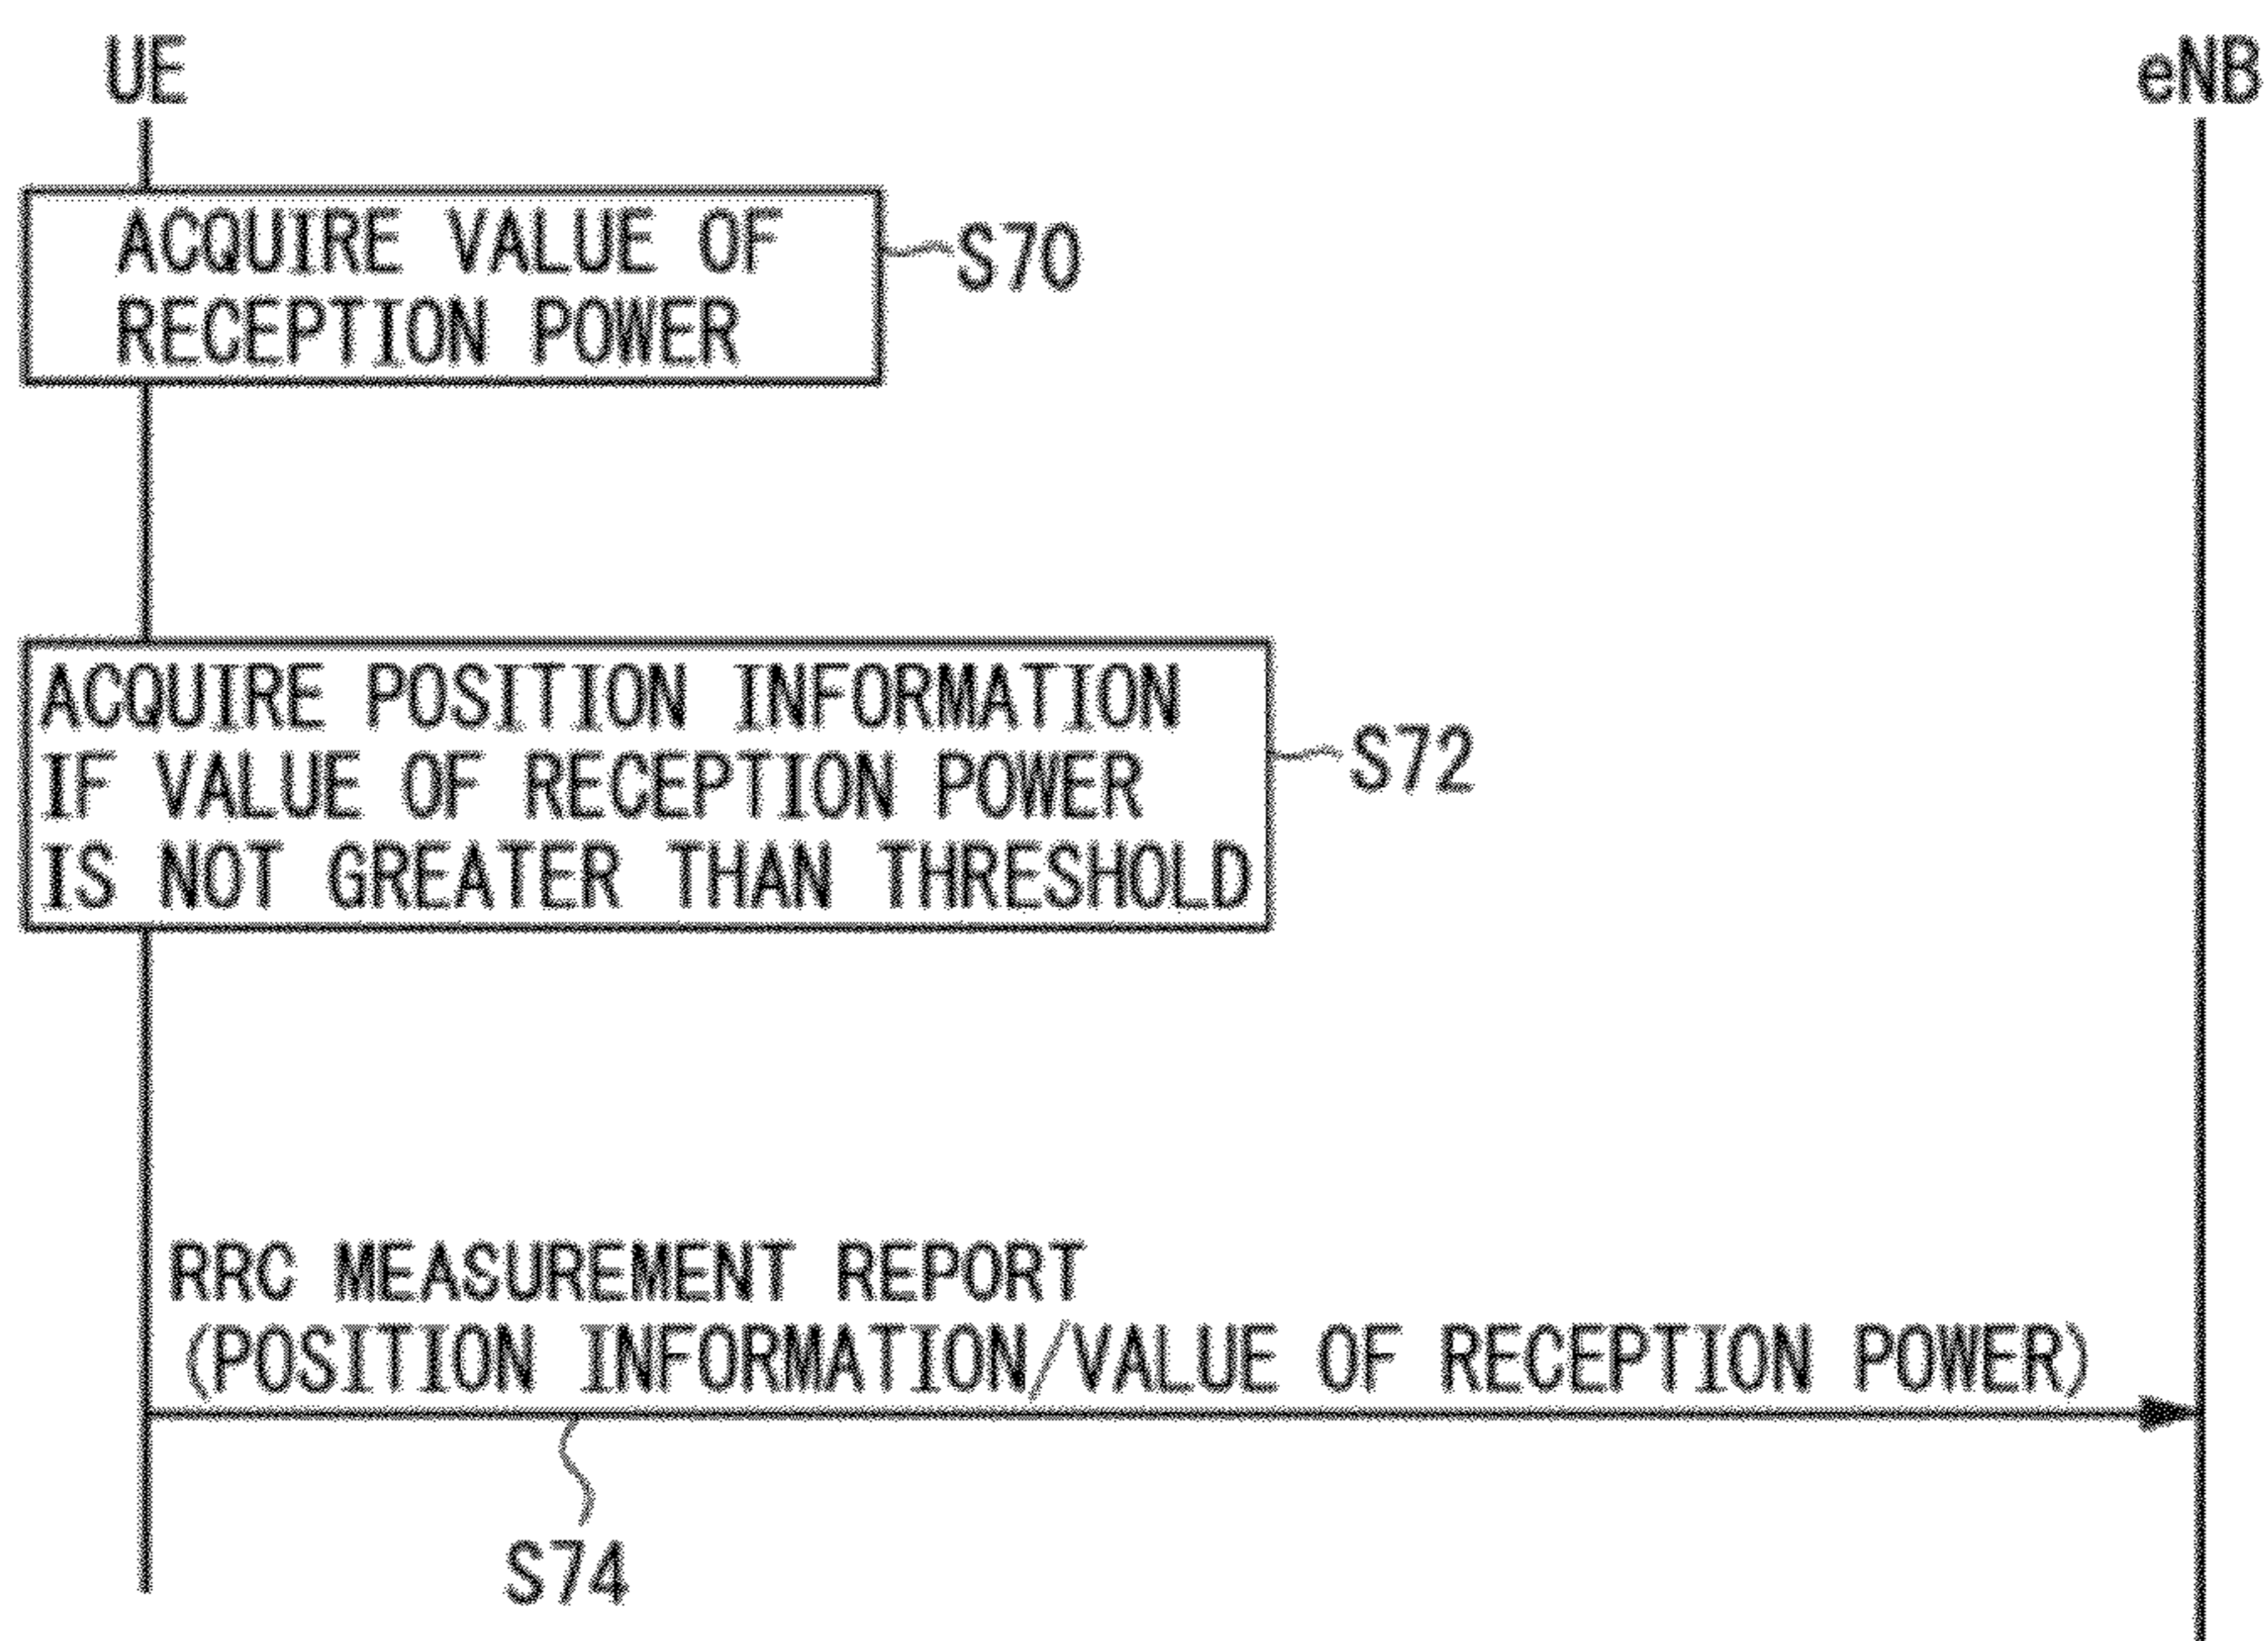 UE
eNB
ACQUIRE VALUE OF
RECEPTION POWER
S70
ACQUIRE POSITION INFORMATION
IF VALUE OF RECEPTION POWER
IS NOT GREATER THAN THRESHOLD
S72
RRC MEASUREMENT REPORT
(POSITION INFORMATION/VALUE OF RECEPTION POWER)
S74